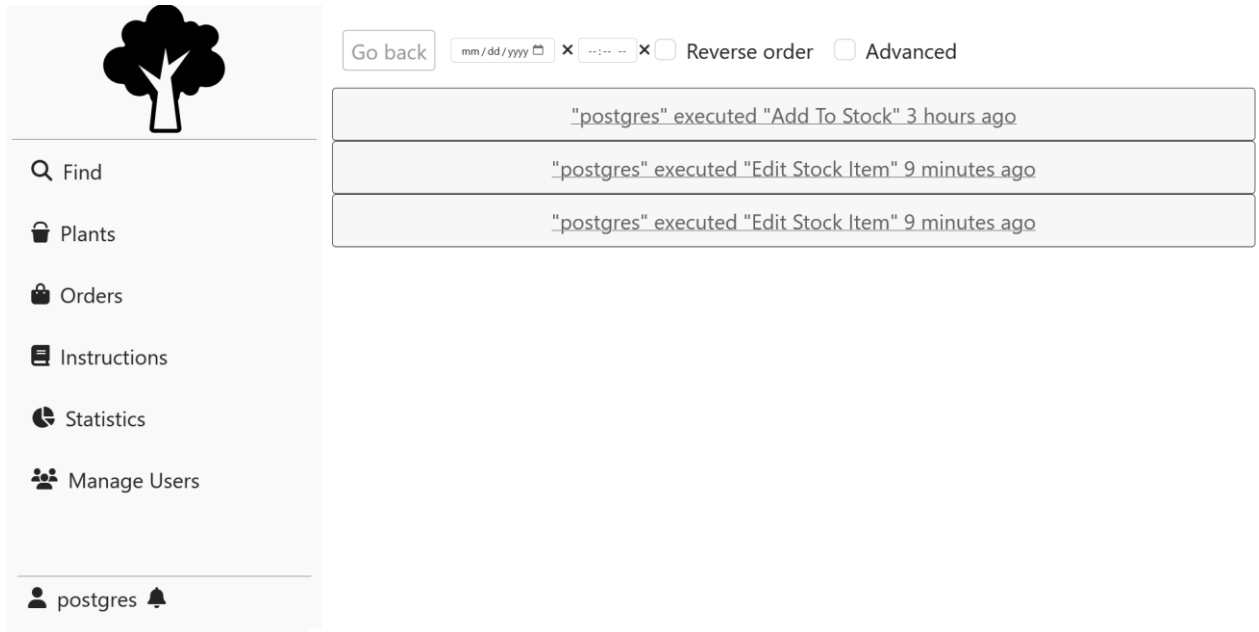 Go back mm/dd/yyyy --:-- -- Reverse order Advanced
"postgres" executed "Add To Stock" 3 hours ago
"postgres" executed "Edit Stock Item" 9 minutes ago
"postgres" executed "Edit Stock Item" 9 minutes ago
Find
Plants
Orders
Instructions
Statistics
Manage Users
postgres